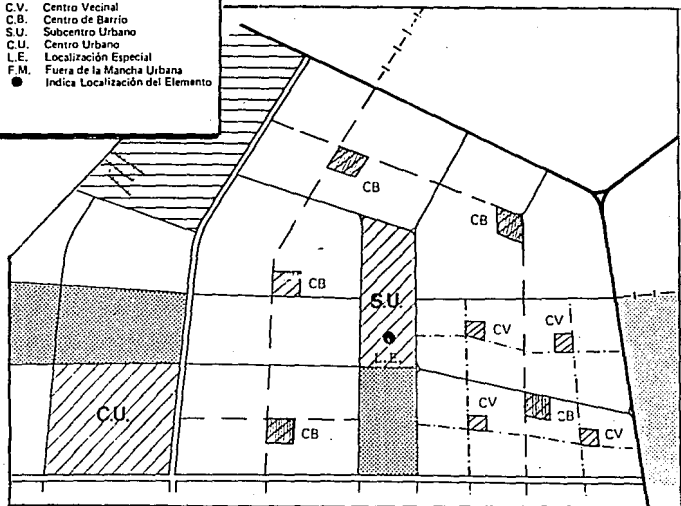 C.V. Centro Vecinal
C.B. Centro de Barrio
S.U. Subcentro Urbano
C.U. Centro Urbano
L.E. Localización Especial
F.M. Fuera de la Mancha Urbana
● Indica Localización del Elemento
CB
CB
CB
S.U.
CV
CV
L.E.
C.U.
CV
CB
CB
CV